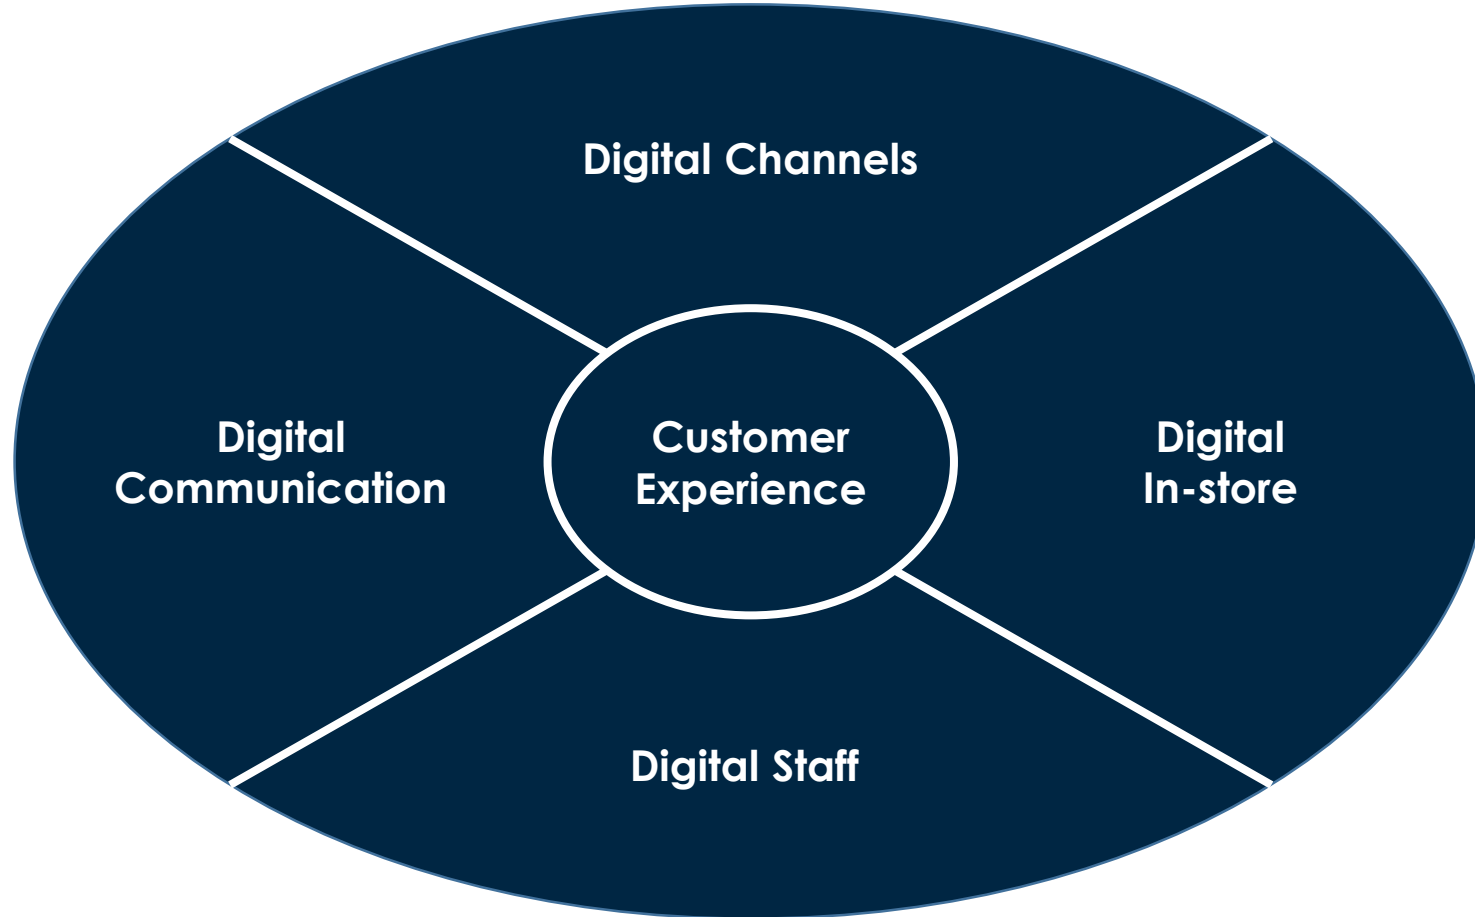 Digital Channels
Digital
Communication
Customer
Experience
Digital
In-store
Digital Staff